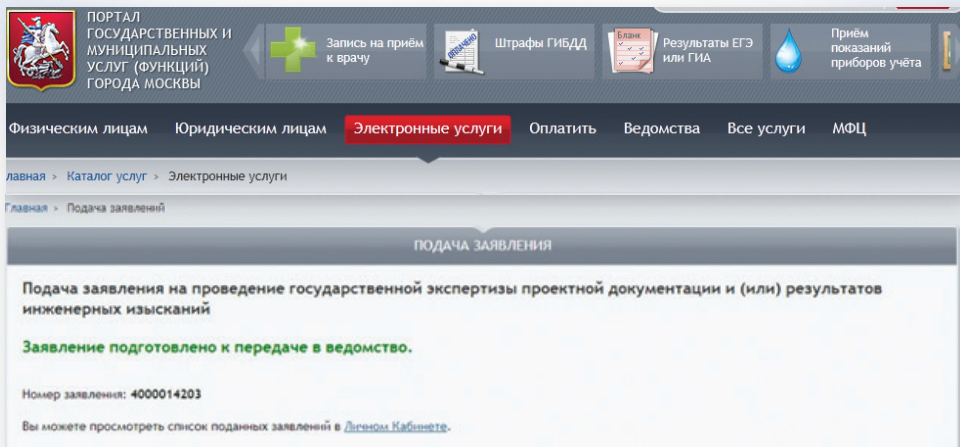 ПОРТАЛ
ГОСУДАРСТВЕННЫХ И
МУНИЦИПАЛЬНЫХ
УСЛУГ (ФУНКЦИЙ)
ГОРОДА МОСКВЫ
Запись на приём
к врачу
ОПЛАЧЕНО
Штрафы ГИБДД
Бланк
Результаты ЕГЭ
или ГИА
Приём
показаний
приборов учёта
Физическим лицам Юридическим лицам Электронные услуги Оплатить Ведомства Все услуги МФЦ
лавная > Каталог услуг > Электронные услуги
Главная > Подача заявлений
ПОДАЧА ЗАЯВЛЕНИЯ
Подача заявления на проведение государственной экспертизы проектной документации и (или) результатов
инженерных изысканий
Заявление подготовлено к передаче в ведомство.
Номер заявления: 4000014203
Вы можете просмотреть список поданных заявлений в Личном Кабинете.